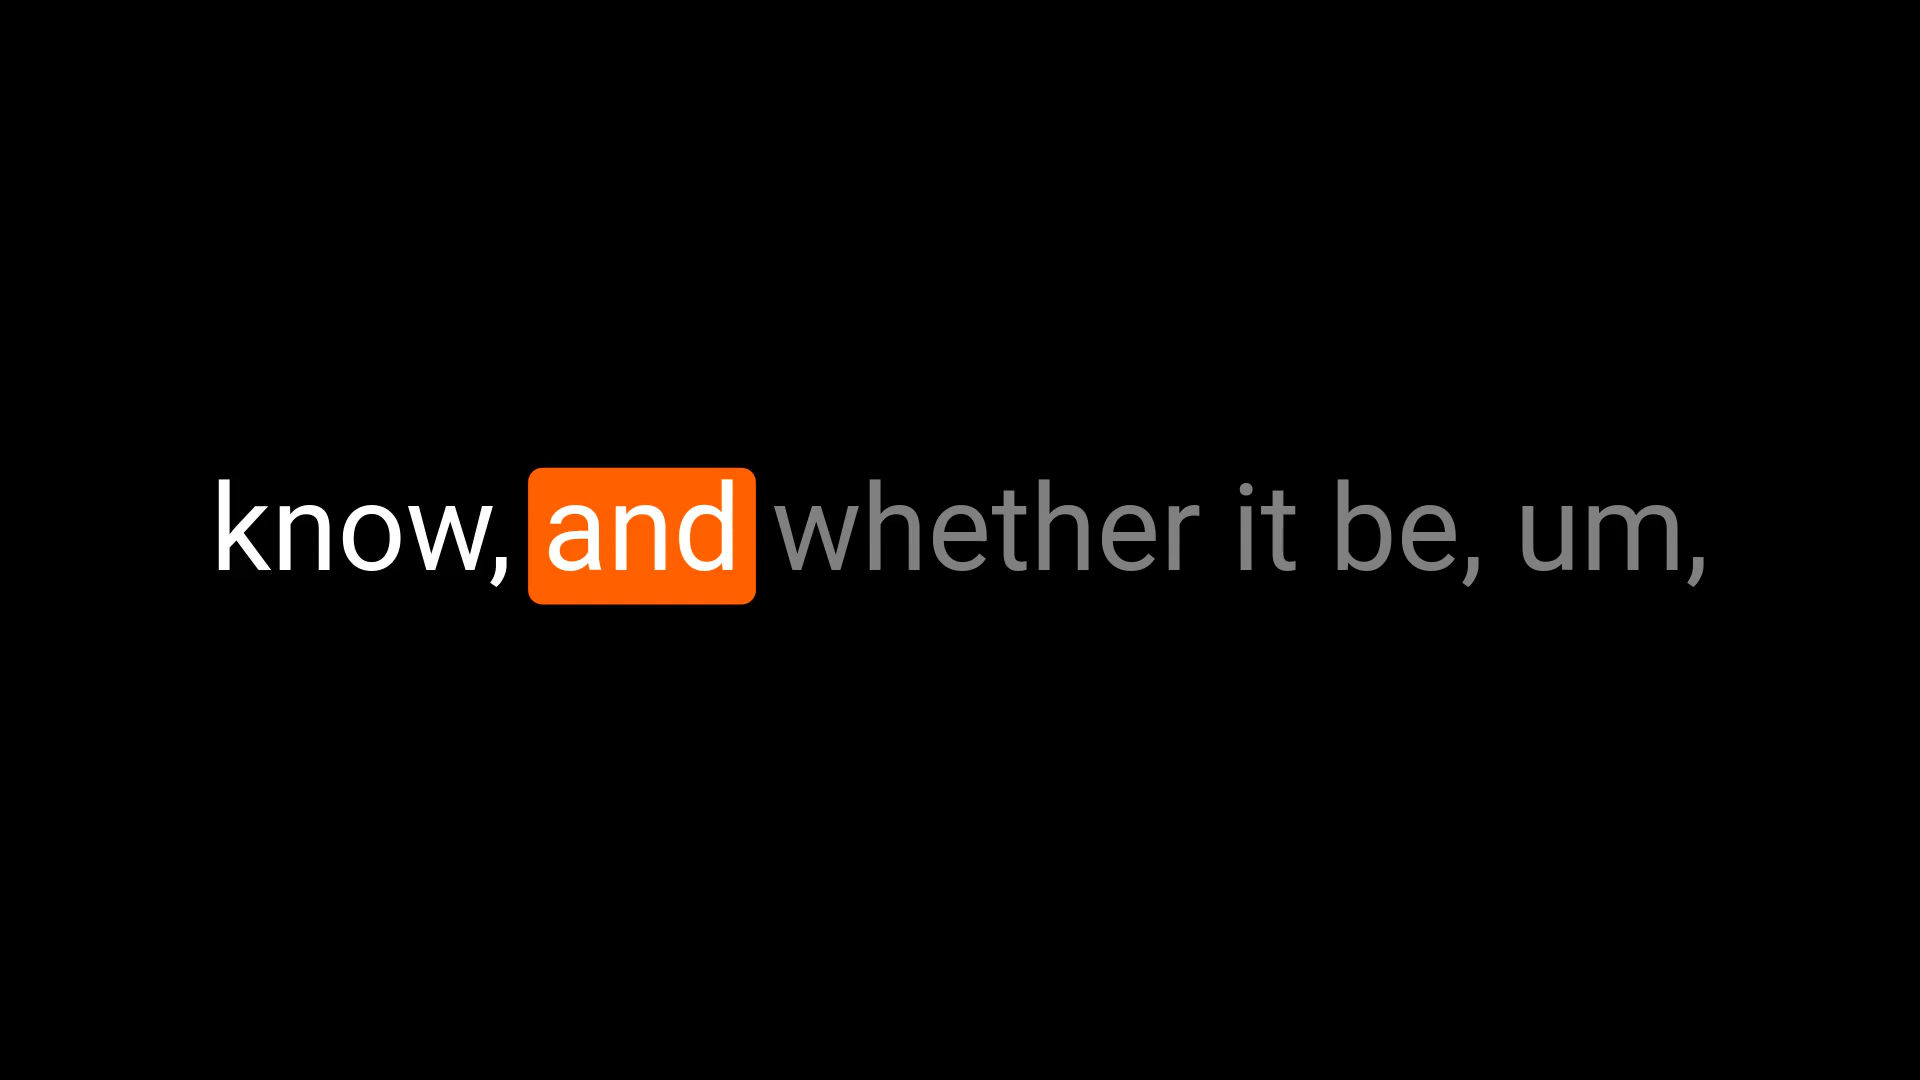 know, and whether it be, um,